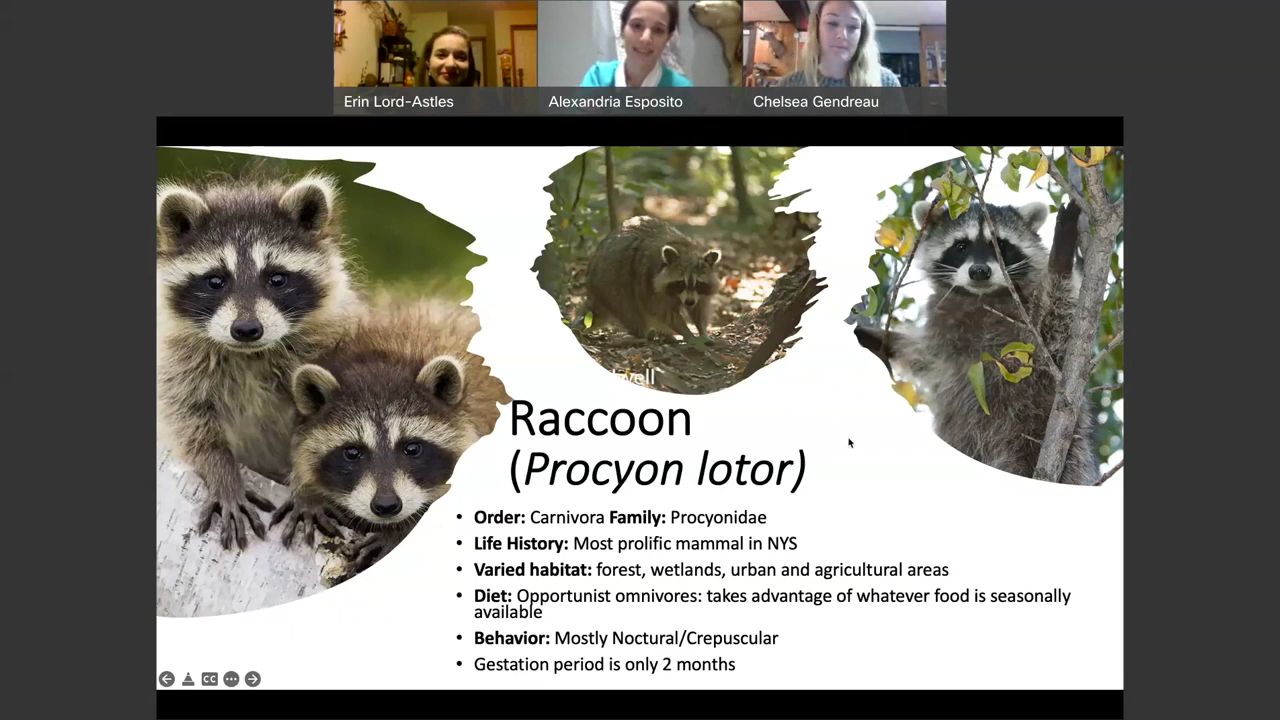 Erin Lord-Astles
Alexandria Esposito
Chelsea Gendreau
Raccoon
(Procyon lotor)
• Order: Carnivora Family: Procyonidae
• Life History: Most prolific mammal in NYS
• Varied habitat: forest, wetlands, urban and agricultural areas
• Diet: Opportunist omnivores: takes advantage of whatever food is seasonally
available
• Behavior: Mostly Noctural/Crepuscular
• Gestation period is only 2 months
CC